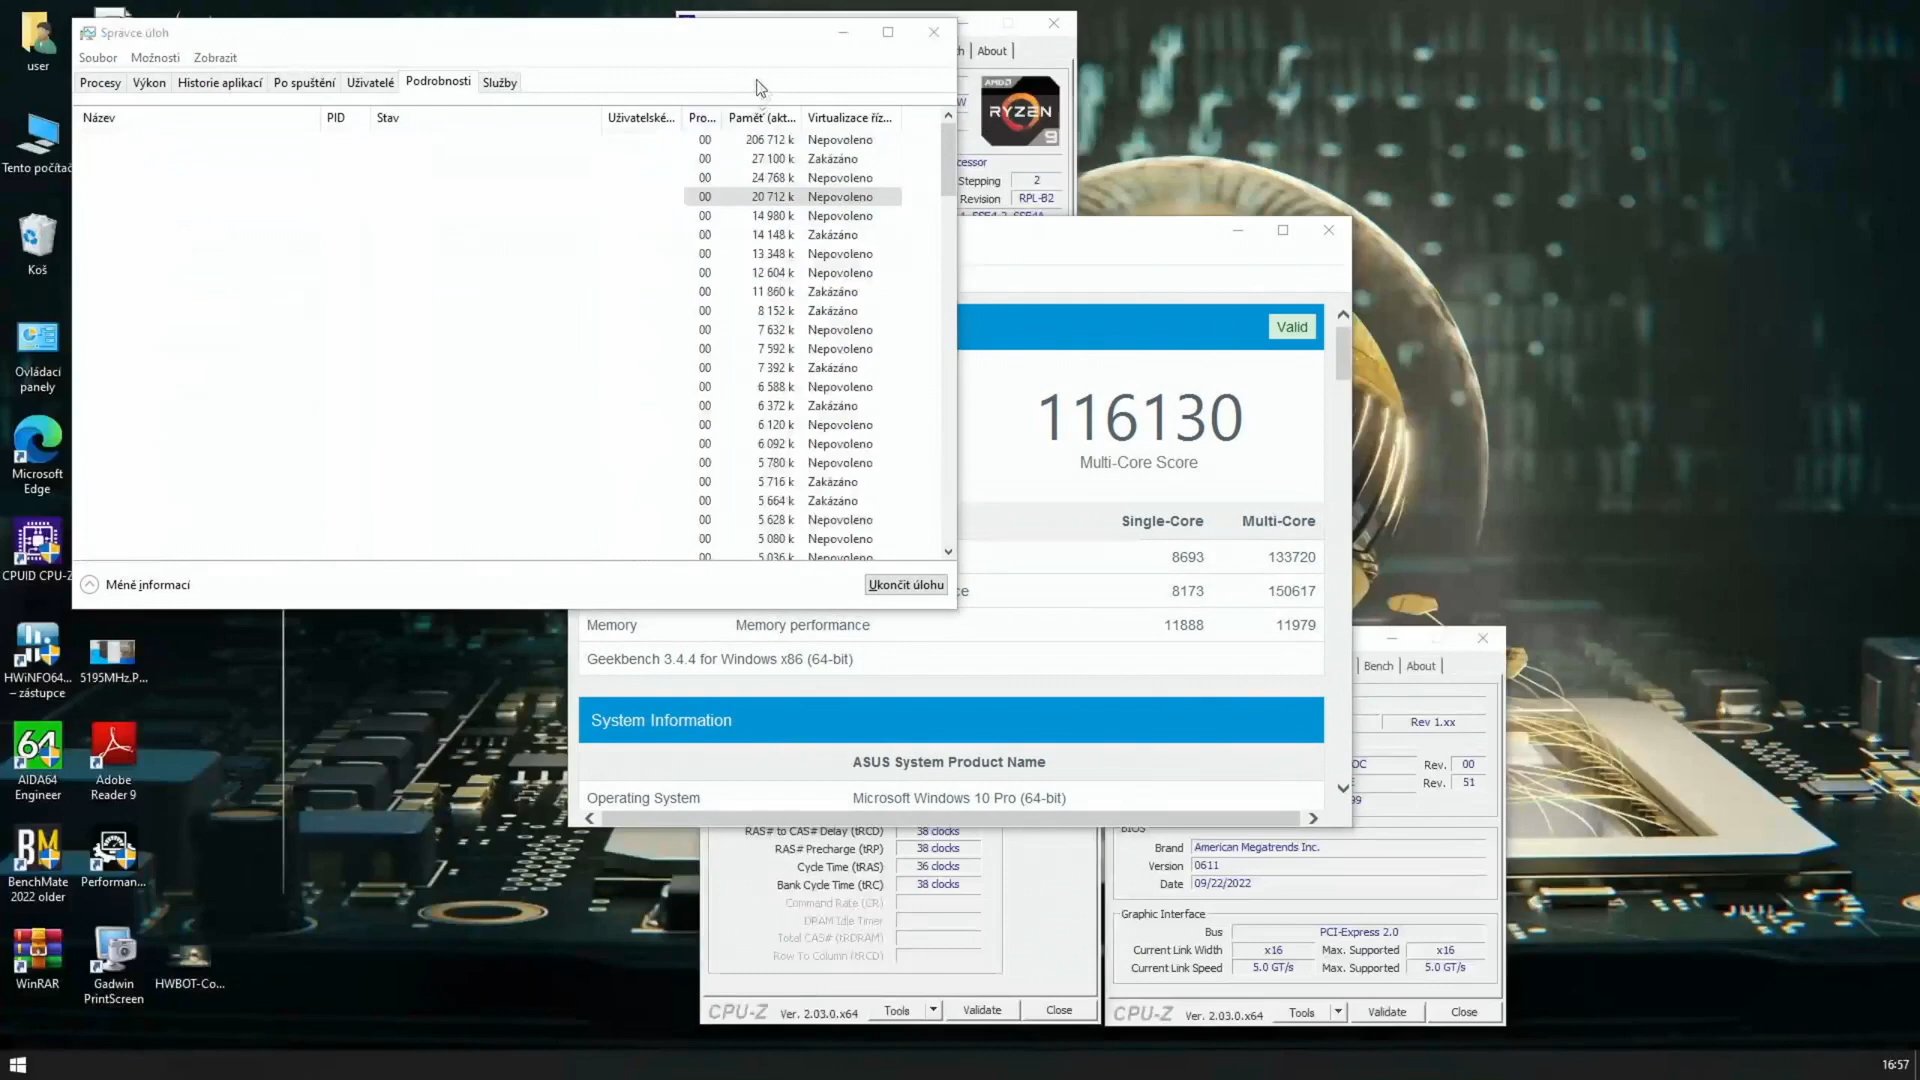 user
Tento počítač
Koš
Ovládací
panely
Microsoft
Edge
CPUID CPU-Z
HWiNFO64...
– zástupce
5195MHz.P...
AIDA64
Engineer
Adobe
Reader 9
BenchMate
2022 older
Performan...
WinRAR
Gadwin
PrintScreen
HWBOT-Co...
Správce úloh
Soubor Možnosti Zobrazit
Procesy Výkon Historie aplikací Po spuštění Uživatelé Podrobnosti Služby
Název PID Stav Uživatelské... Pro... Paměť (akt... Virtualizace říz...
00 206 712 k Nepovoleno
00 27 100 k Zakázáno
00 24 768 k Nepovoleno
00 20 712 k Nepovoleno
00 14 980 k Nepovoleno
00 14 148 k Zakázáno
00 13 348 k Nepovoleno
00 12 604 k Nepovoleno
00 11 860 k Zakázáno
00 8 152 k Zakázáno
00 7 632 k Nepovoleno
00 7 592 k Nepovoleno
00 7 392 k Zakázáno
00 6 588 k Nepovoleno
00 6 372 k Zakázáno
00 6 120 k Nepovoleno
00 6 092 k Nepovoleno
00 5 780 k Nepovoleno
00 5 716 k Zakázáno
00 5 664 k Zakázáno
00 5 628 k Nepovoleno
00 5 080 k Nepovoleno
00 5 036 k Nepovoleno
Méně informací Ukončit úlohu
About
AMD
RYZEN
9
Stepping 2
Revision RPL-B2
Valid
116130
Multi-Core Score
Single-Core Multi-Core
8693 133720
8173 150617
Memory Memory performance 11888 11979
Geekbench 3.4.4 for Windows x86 (64-bit)
System Information
ASUS System Product Name
Operating System Microsoft Windows 10 Pro (64-bit)
RAS# to CAS# Delay (tRCD) 38 clocks
RAS# Precharge (tRP) 38 clocks
Cycle Time (tRAS) 36 clocks
Bank Cycle Time (tRC) 38 clocks
Command Rate (CR)
DRAM Idle Timer
Total CAS# (tRDRAM)
Row To Column (tRCD)
CPU-Z Ver. 2.03.0.x64 Tools Validate Close
Bench About
Rev 1.xx
Rev. 00
Rev. 51
BIOS
Brand American Megatrends Inc.
Version 0611
Date 09/22/2022
Graphic Interface
Bus PCI-Express 2.0
Current Link Width x16 Max. Supported x16
Current Link Speed 5.0 GT/s Max. Supported 5.0 GT/s
CPU-Z Ver. 2.03.0.x64 Tools Validate Close
16:57